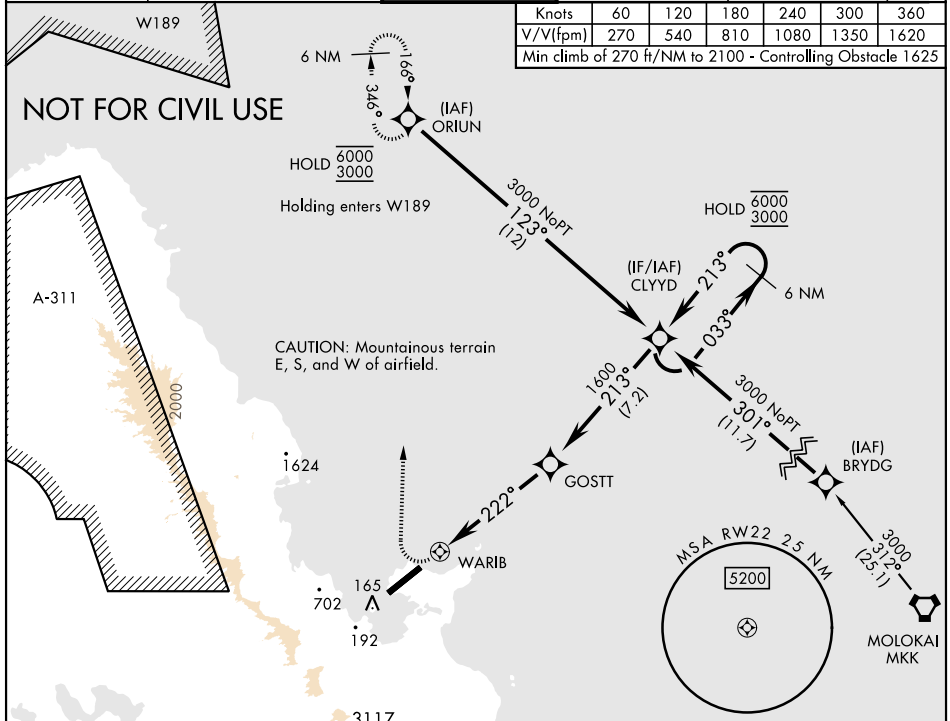 Knots 60 120 180 240 300 360
V/V(fpm) 270 540 810 1080 1350 1620
Min climb of 270 ft/NM to 2100 - Controlling Obstacle 1625
W189
NOT FOR CIVIL USE
6 NM
166°
346°
(IAF)
ORIUN
HOLD 6000
3000
Holding enters W189
3000 NoPT
123°
(12)
HOLD 6000
3000
(IF/IAF)
CLYYD
213°
6 NM
033°
A-311
2000
CAUTION: Mountainous terrain
E, S, and W of airfield.
1600
213°
(7.2)
3000 NoPT
301°
(11.7)
(IAF)
BRYDG
1624
GOSTT
222°
WARIB
3000
312°
(25.1)
MSA RW22 25 NM
5200
702
165
192
MOLOKAI
MKK
3117